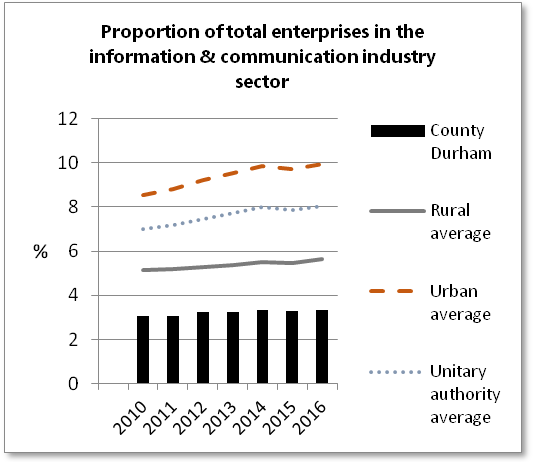 Proportion of total enterprises in the
information & communication industry
sector
12
10
8
6
4
2
0
%
2010
2011
2012
2013
2014
2015
2016
County
Durham
Rural
average
Urban
average
Unitary
authority
average